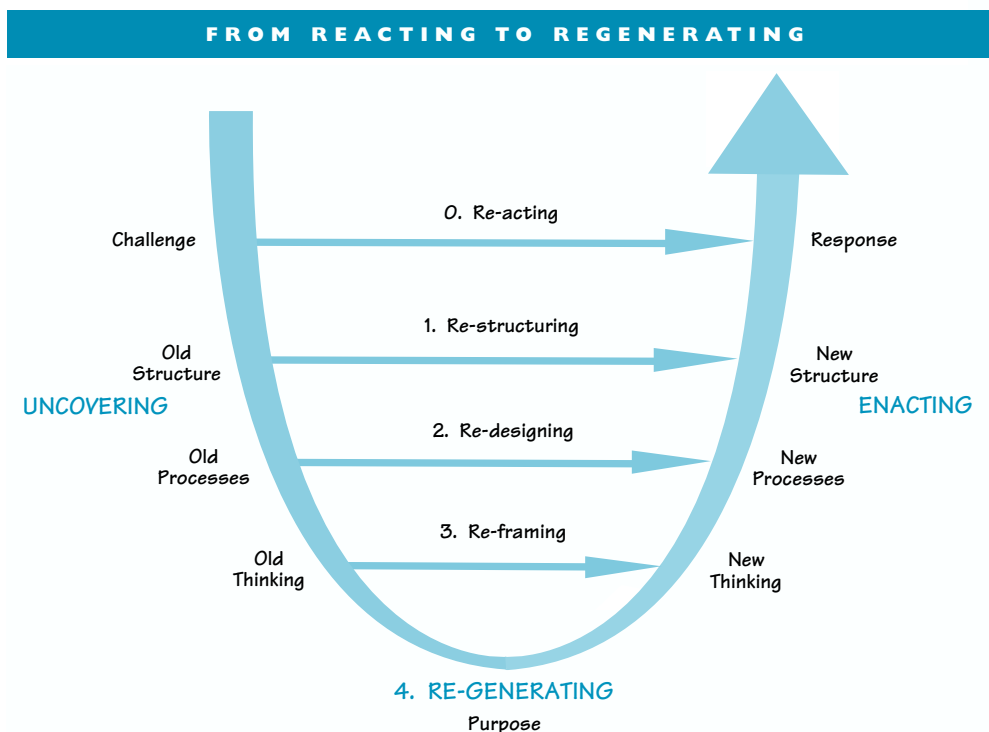 FROM REACTING TO REGENERATING
0. Re-acting
Challenge
Response
1. Re-structuring
Old
Structure
New
Structure
UNCOVERING
ENACTING
2. Re-designing
Old
Processes
New
Processes
3. Re-framing
Old
Thinking
New
Thinking
4. RE-GENERATING
Purpose